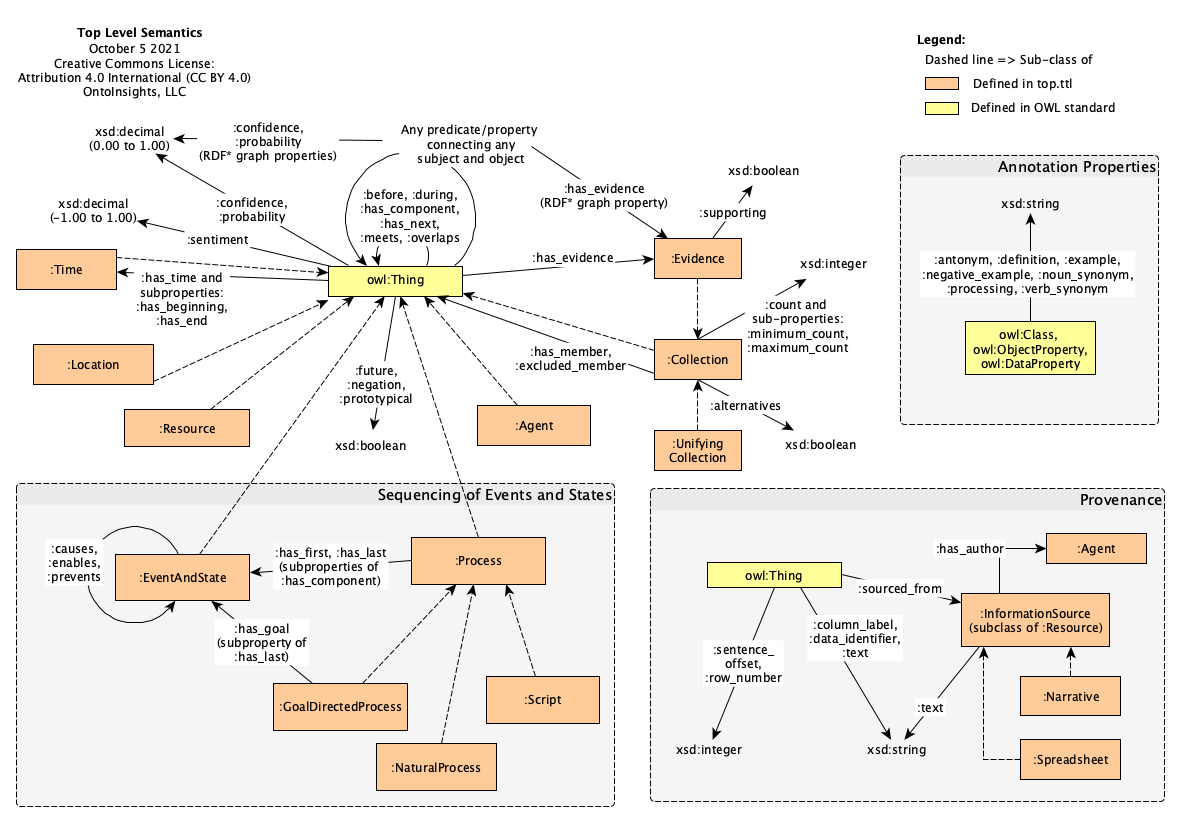 Top Level Semantics
October 5 2021
Creative Commons License:
Attribution 4.0 International (CC BY 4.0)
OntoInsights, LLC
Legend:
Dashed line => Sub-class of
Defined in top.ttl
Defined in OWL standard
xsd:decimal
(0.00 to 1.00)
:confidence,
:probability
(RDF* graph properties)
Any predicate/property
connecting any
subject and object
:has_evidence
(RDF* graph property)
xsd:boolean
:supporting
xsd:decimal
(-1.00 to 1.00)
:confidence,
:probability
:sentiment
:before, :during,
:has_component,
:has_next,
:meets, :overlaps
:Time
:has_time and
subproperties:
:has_beginning,
:has_end
owl:Thing
:has_evidence
:Evidence
xsd:integer
:count and
sub-properties:
:minimum_count,
:maximum_count
:Location
:has_member,
:excluded_member
:Collection
:future,
:negation,
:prototypical
xsd:boolean
:Resource
:Agent
:alternatives
xsd:boolean
:Unifying
Collection
Annotation Properties
xsd:string
:antonym, :definition, :example,
:negative_example, :noun_synonym,
:processing, :verb_synonym
owl:Class,
owl:ObjectProperty,
owl:DataProperty
Sequencing of Events and States
:causes,
:enables,
:prevents
:EventAndState
:has_first, :has_last
(subproperties of
:has_component)
:Process
:has_goal
(subproperty of
:has_last)
:GoalDirectedProcess
:Script
:NaturalProcess
Provenance
:has_author
:Agent
owl:Thing
:sourced_from
:InformationSource
(subclass of :Resource)
:column_label,
:data_identifier,
:text
:sentence_
offset,
:row_number
:text
:Narrative
xsd:integer
xsd:string
:Spreadsheet